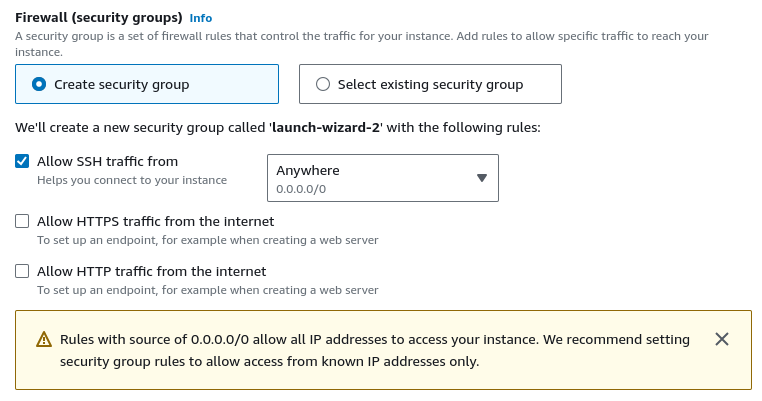 Firewall (security groups) Info
A security group is a set of firewall rules that control the traffic for your instance. Add rules to allow specific traffic to reach your
instance.
Create security group
Select existing security group
We'll create a new security group called 'launch-wizard-2' with the following rules:
Allow SSH traffic from
Helps you connect to your instance
Anywhere
0.0.0.0/0
Allow HTTPS traffic from the internet
To set up an endpoint, for example when creating a web server
Allow HTTP traffic from the internet
To set up an endpoint, for example when creating a web server
Rules with source of 0.0.0.0/0 allow all IP addresses to access your instance. We recommend setting
security group rules to allow access from known IP addresses only.